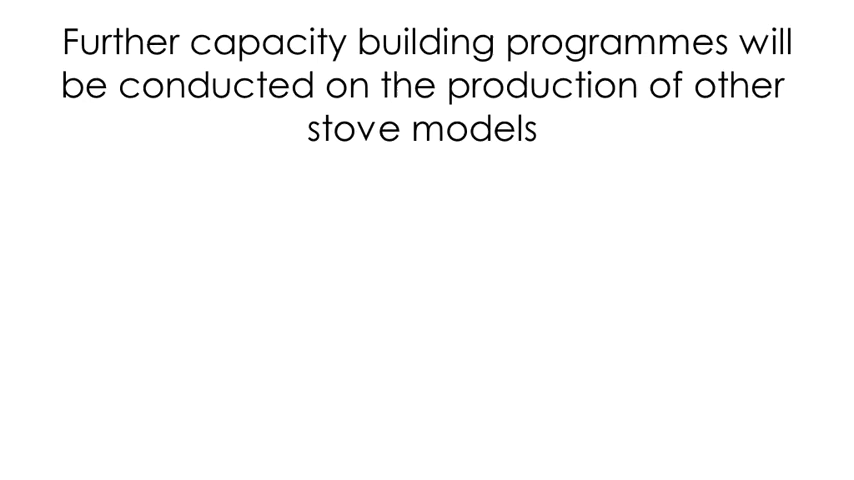 Further capacity building programmes will
be conducted on the production of other
stove models